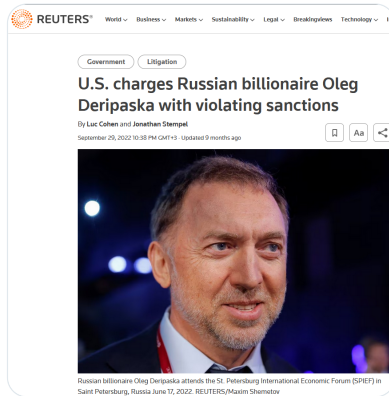 REUTERS®
World Business Markets Sustainability Legal Breakingviews Technology
Government Litigation
U.S. charges Russian billionaire Oleg
Deripaska with violating sanctions
By Luc Cohen and Jonathan Stempel
September 29, 2022 10:38 PM GMT+3 · Updated 9 months ago
Aa
Russian billionaire Oleg Deripaska attends the St. Petersburg International Economic Forum (SPIEF) in
Saint Petersburg, Russia June 17, 2022. REUTERS/Maxim Shemetov